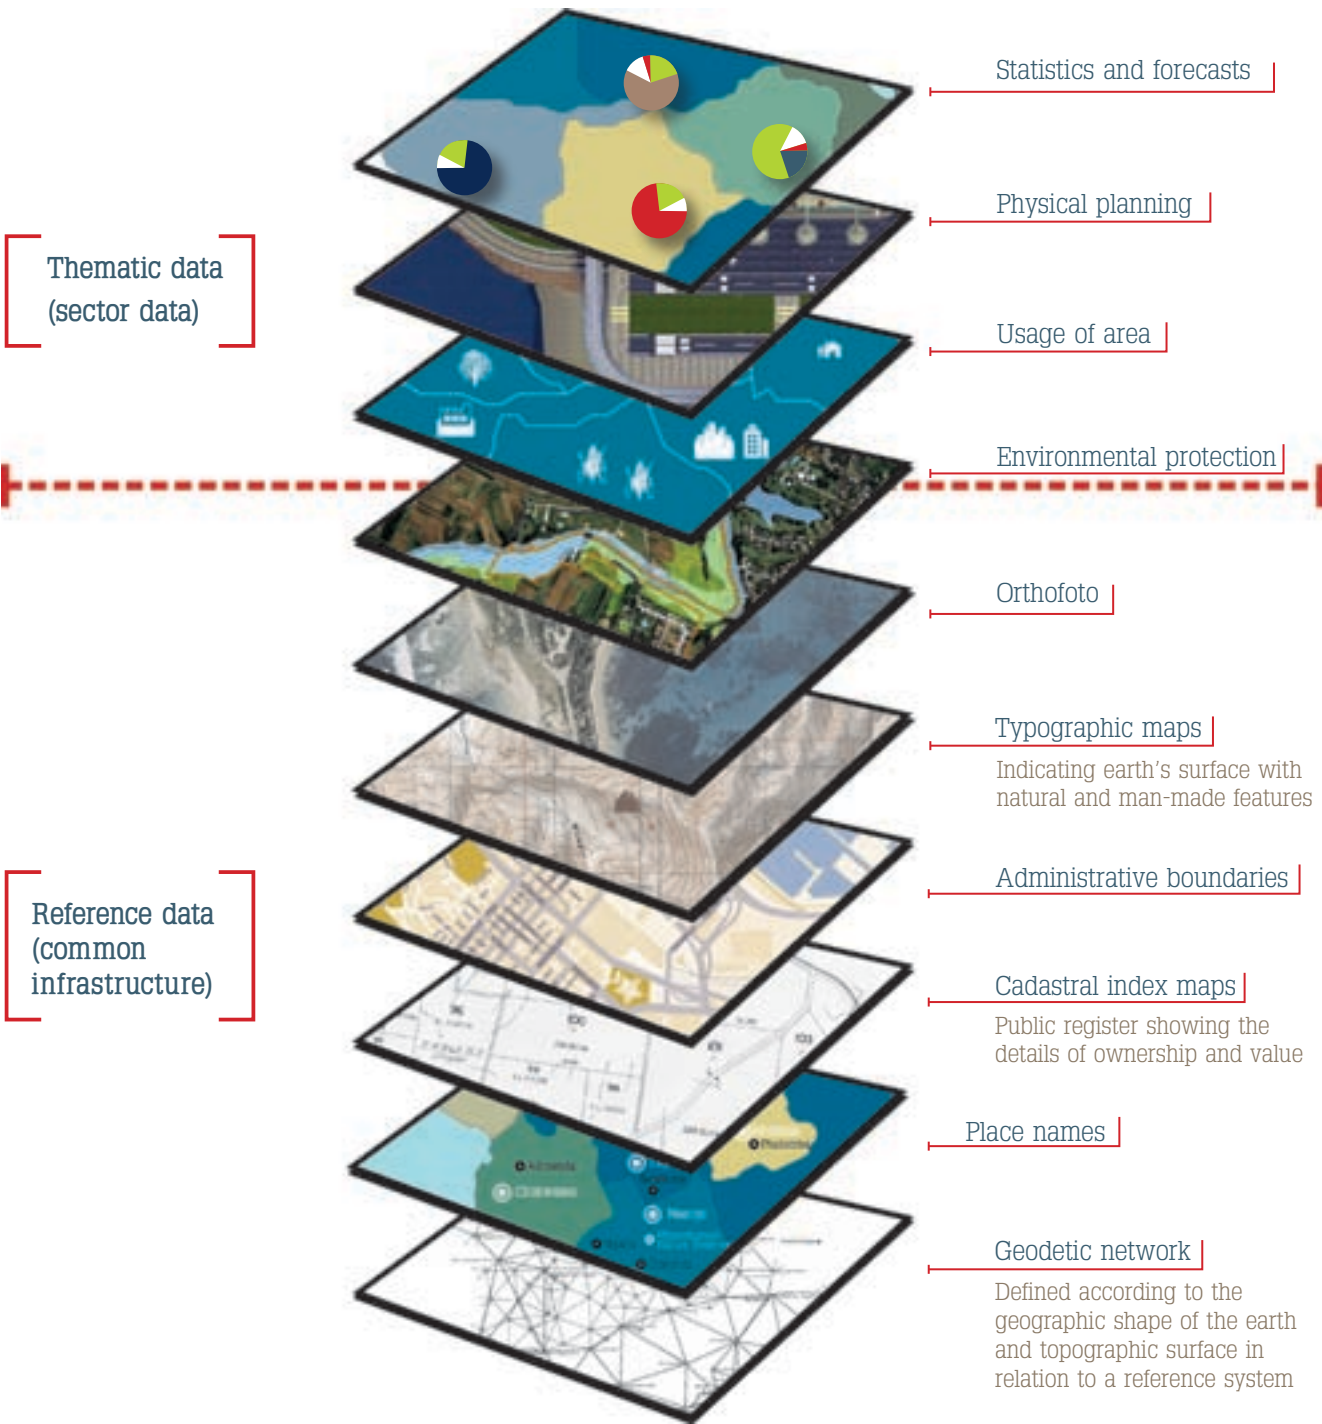 Statistics and forecasts
Physical planning
Thematic data
(sector data)
Usage of area
Environmental protection
Orthofoto
Typographic maps
Indicating earth's surface with
natural and man-made features
Administrative boundaries
Reference data
(common
infrastructure)
Cadastral index maps
Public register showing the
details of ownership and value
Place names
Geodetic network
Defined according to the
geographic shape of the earth
and topographic surface in
relation to a reference system